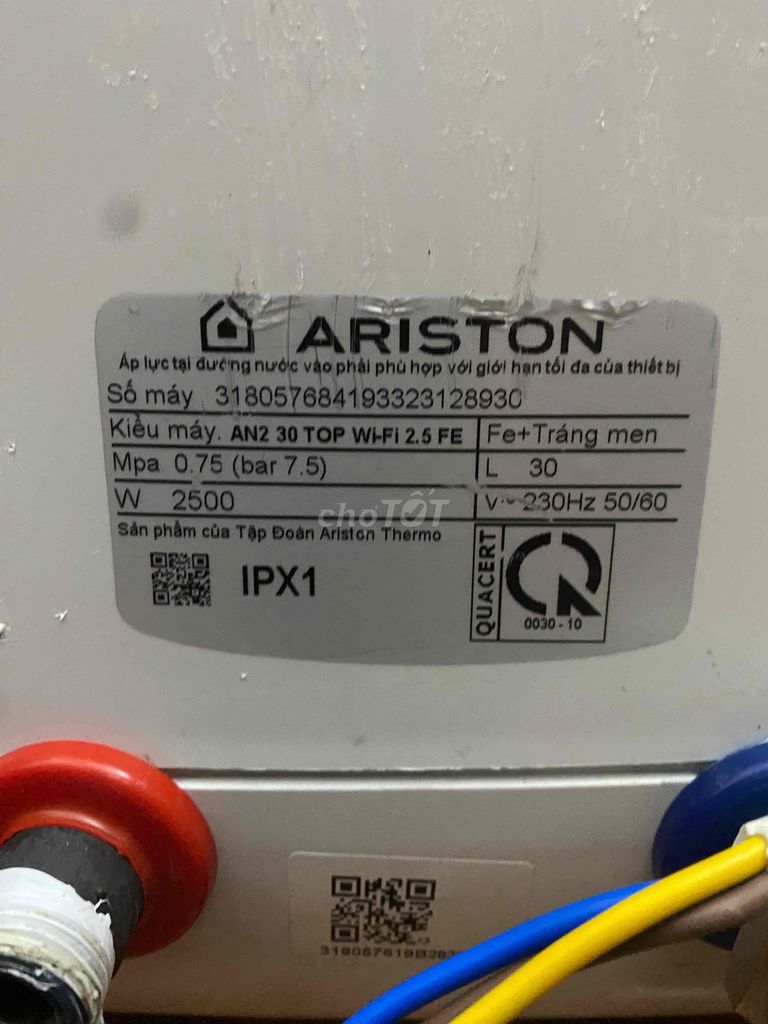 ARISTON
Áp lực tại đường nước vào phải phù hợp với giới hạn tối đa của thiết bị
Số máy 318057684193323128930
Kiểu máy. AN2 30 TOP Wi-Fi 2.5 FE Fe+Tráng men
Mpa 0.75 (bar 7.5) L 30
W 2500 V~ 230Hz 50/60
choTỐT
Sản phẩm của Tập Đoàn Ariston Thermo
IPX1
QUACERT
0030 - 10